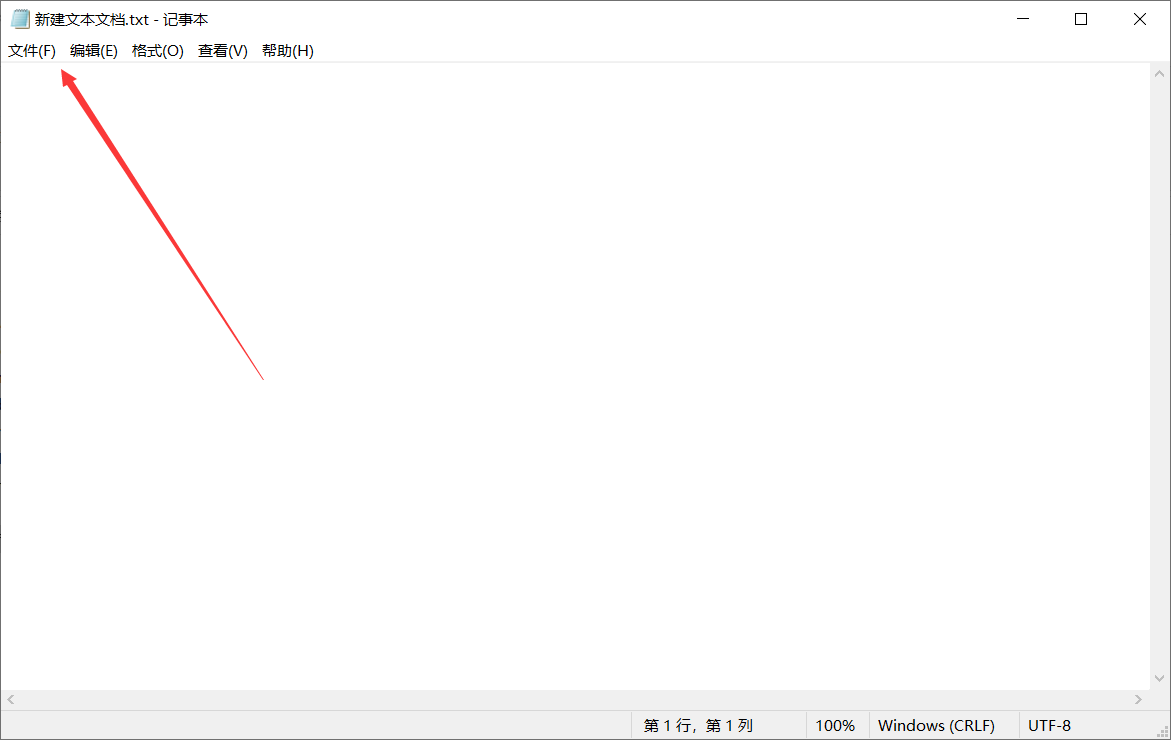 新建文本文档.txt - 记事本
文件(F) 编辑(E) 格式(O) 查看(V) 帮助(H)
第 1 行，第 1 列 100% Windows (CRLF) UTF-8